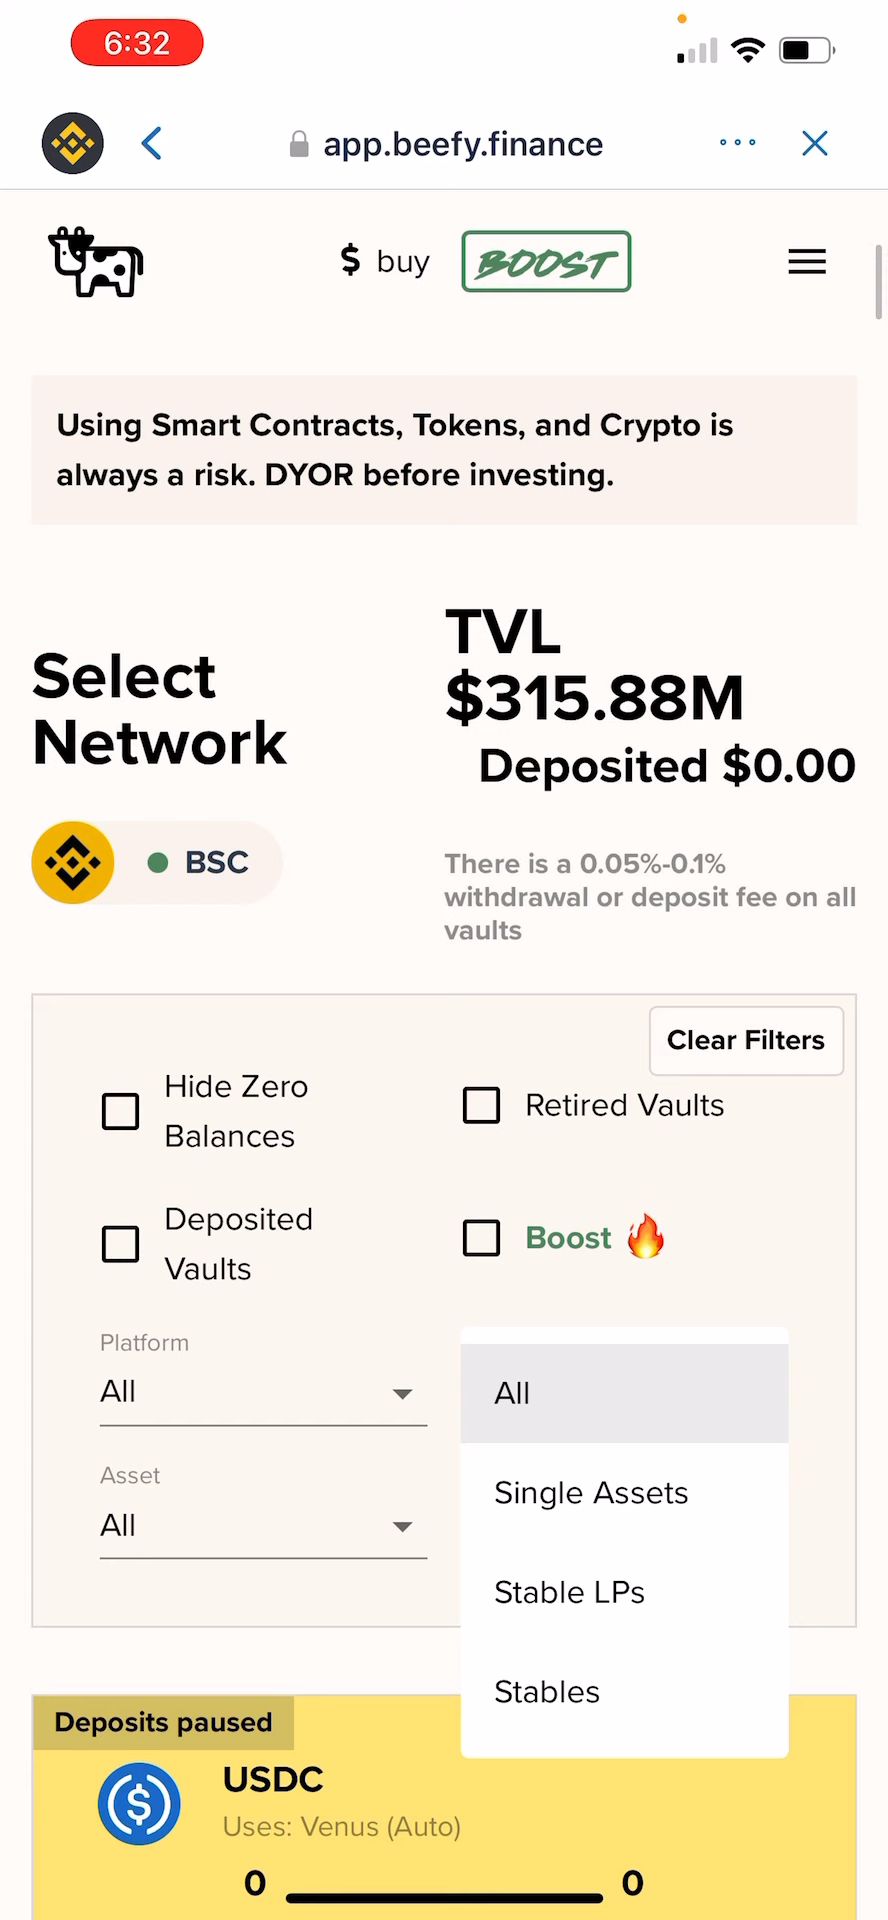 6:32
app.beefy.finance
$ buy
BOOST
Using Smart Contracts, Tokens, and Crypto is
always a risk. DYOR before investing.
Select
Network
TVL
$315.88M
Deposited $0.00
BSC
There is a 0.05%-0.1%
withdrawal or deposit fee on all
vaults
Clear Filters
Hide Zero
Balances
Retired Vaults
Deposited
Vaults
Boost 🔥
Platform
All
Asset
All
All
Single Assets
Stable LPs
Stables
Deposits paused
USDC
Uses: Venus (Auto)
0
0